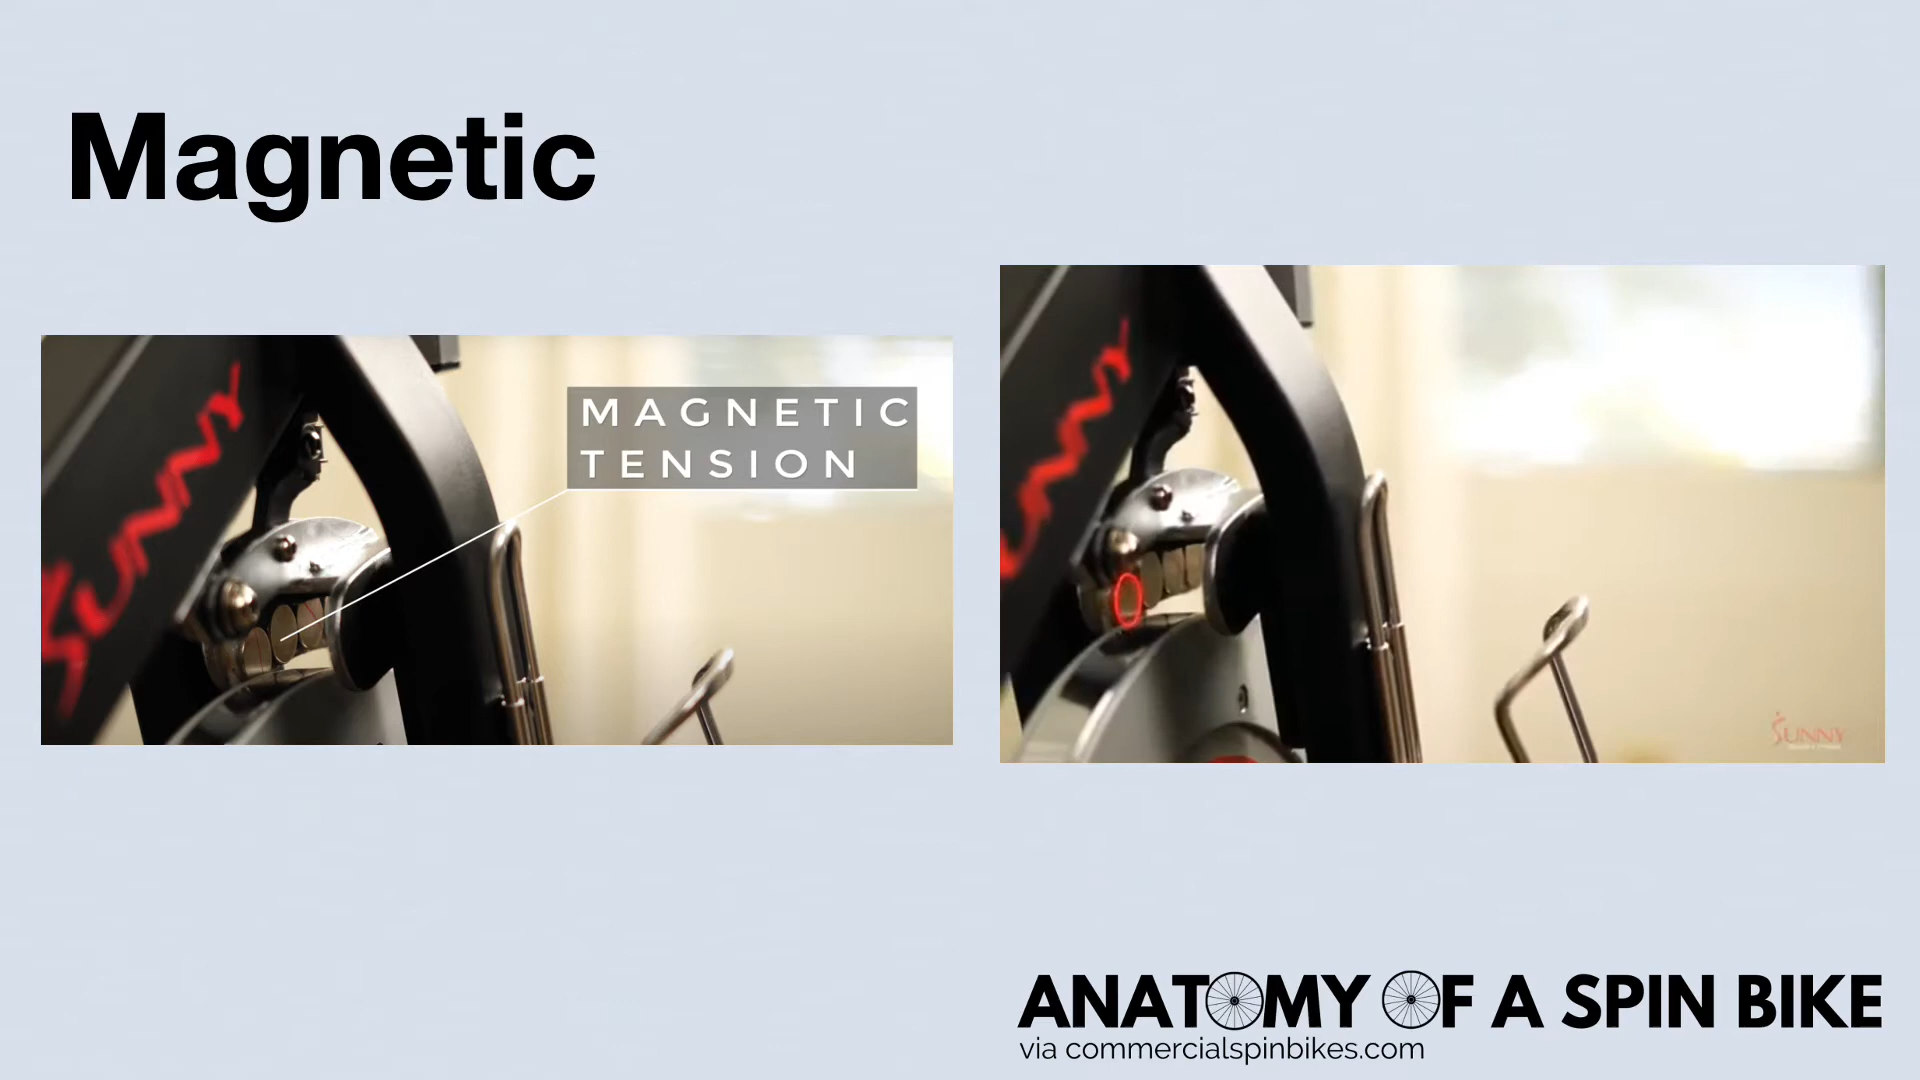 Magnetic
SUNNY
MAGNETIC
TENSION
SUNNY
SUNNY
ANATOMY OF A SPIN BIKE
via commercialspinbikes.com